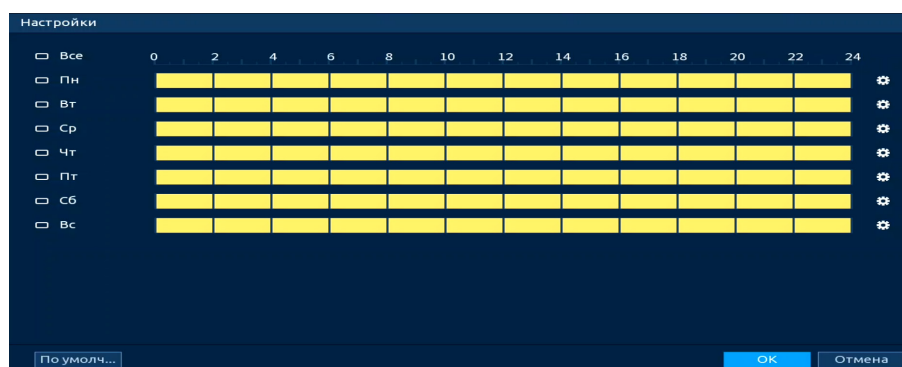 Настройки
Все 0 2 4 6 8 10 12 14 16 18 20 22 24
Пн
Вт
Ср
Чт
Пт
Сб
Вс
По умолч... OK Отмена